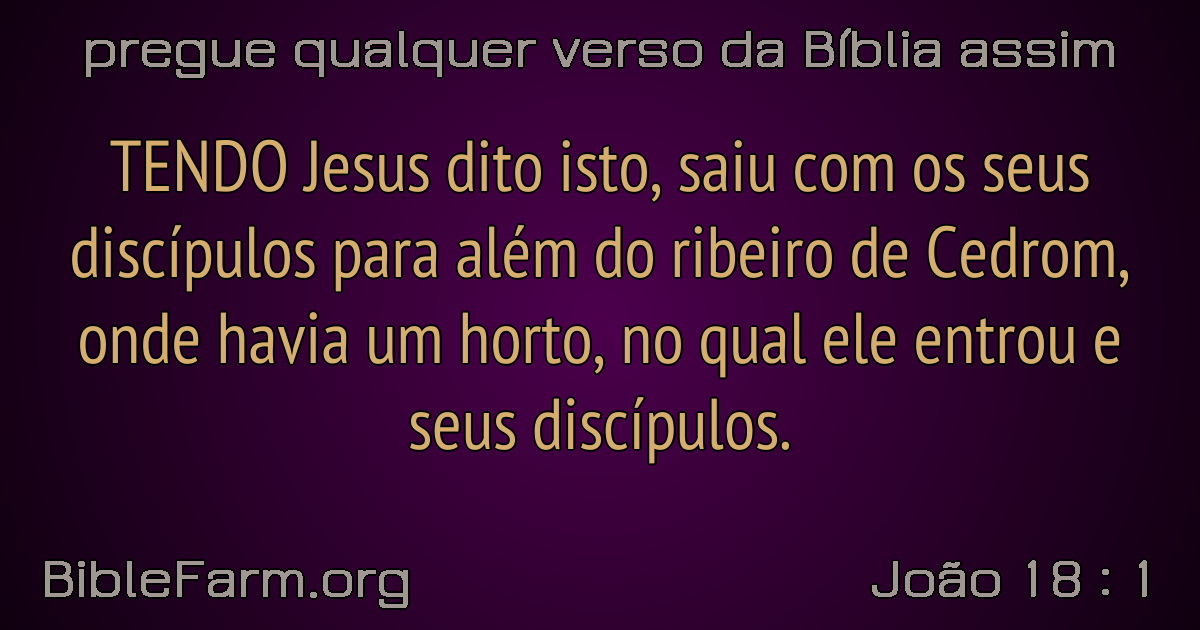 pregue qualquer verso da Bíblia assim
TENDO Jesus dito isto, saiu com os seus
discípulos para além do ribeiro de Cedrom,
onde havia um horto, no qual ele entrou e
seus discípulos.
BibleFarm.org
João 18 : 1